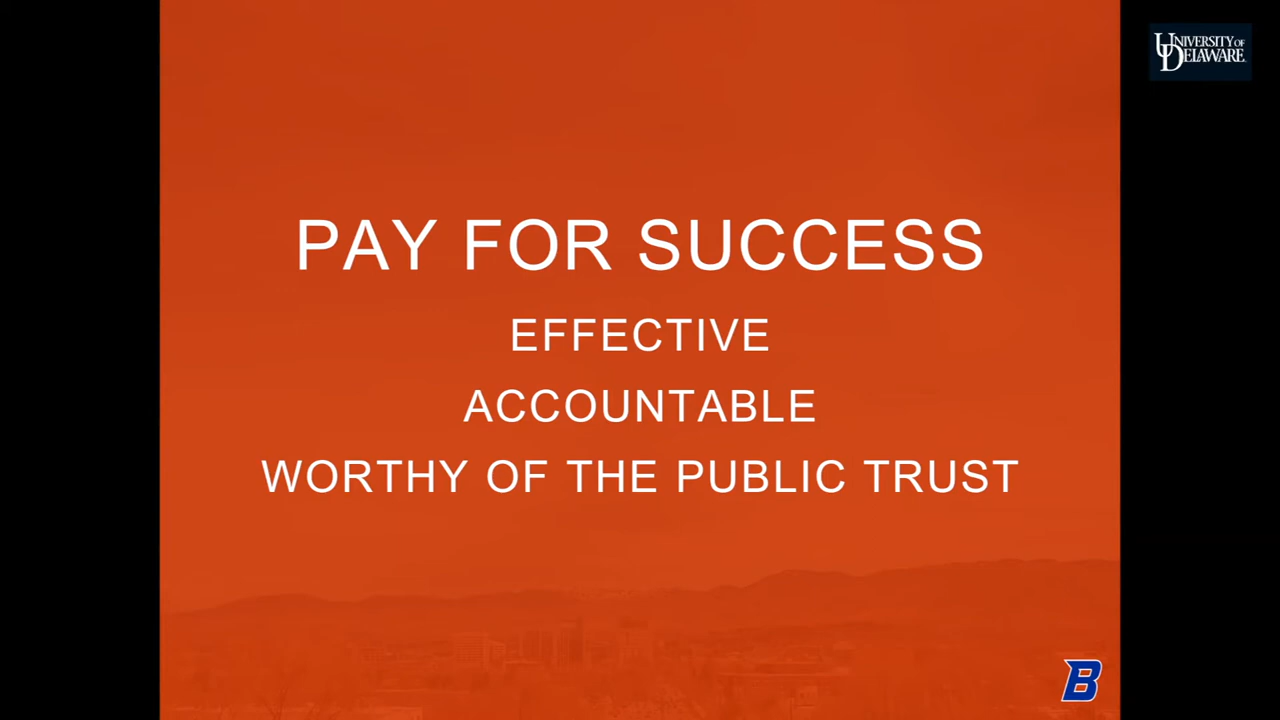 UNIVERSITY OF
DELAWARE
PAY FOR SUCCESS
EFFECTIVE
ACCOUNTABLE
WORTHY OF THE PUBLIC TRUST
B